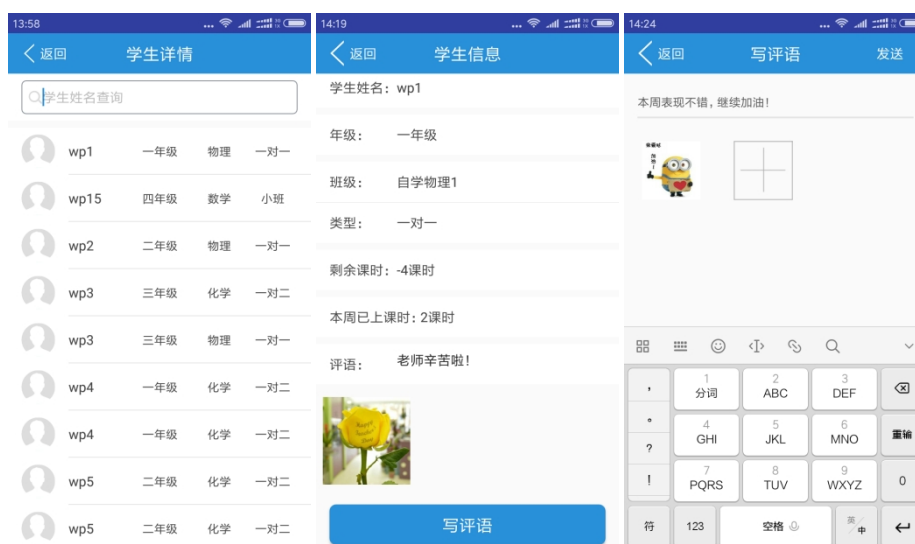 13:58
返回
学生详情
学生姓名查询
wp1 一年级 物理 一对一
wp15 四年级 数学 小班
wp2 二年级 物理 一对一
wp3 三年级 化学 一对二
wp3 三年级 物理 一对一
wp4 一年级 化学 一对二
wp4 一年级 化学 一对二
wp5 二年级 化学 一对二
wp5 二年级 化学 一对二
14:19
返回
学生信息
学生姓名: wp1
年级: 一年级
班级: 自学物理1
类型: 一对一
剩余课时: -4课时
本周已上课时: 2课时
评语: 老师辛苦啦!
写评语
14:24
返回
写评语
发送
本周表现不错, 继续加油!
, 1 2 3
分词 ABC DEF
。 4 5 6
? GHI JKL MNO 重输
! 7 8 9 0
PQRS TUV WXYZ
符 123 空格 英/中